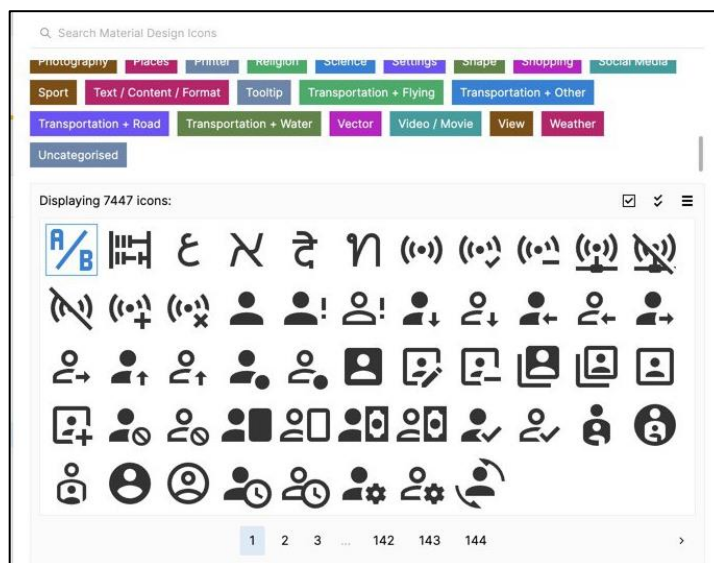 Search Material Design Icons
Photography Places Printer Religion Science Settings Shape Shopping Social Media
Sport Text / Content / Format Tooltip Transportation + Flying Transportation + Other
Transportation + Road Transportation + Water Vector Video / Movie View Weather
Uncategorised
Displaying 7447 icons:
A/B ع א ट ก
1 2 3 ... 142 143 144 >